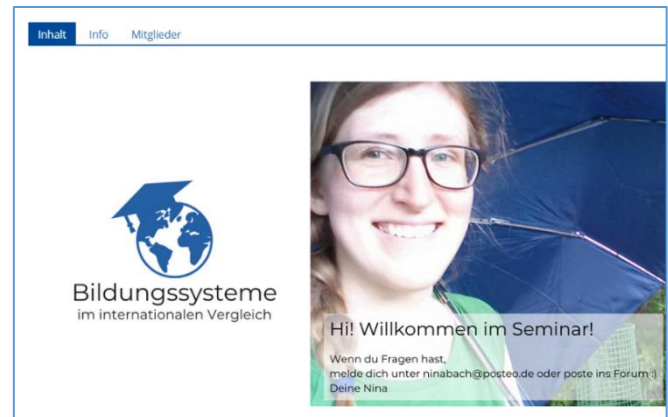 Inhalt Info Mitglieder
Bildungssysteme
im internationalen Vergleich
Hi! Willkommen im Seminar!
Wenn du Fragen hast,
melde dich unter ninabach@posteo.de oder poste ins Forum :)
Deine Nina